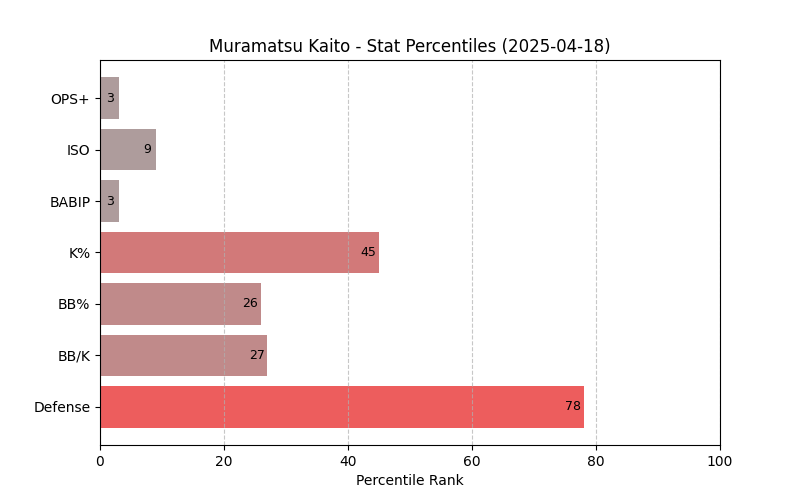 Muramatsu Kaito - Stat Percentiles (2025-04-18)
OPS+ 3
ISO 9
BABIP 3
K% 45
BB% 26
BB/K 27
Defense 78
0 20 40 60 80 100
Percentile Rank